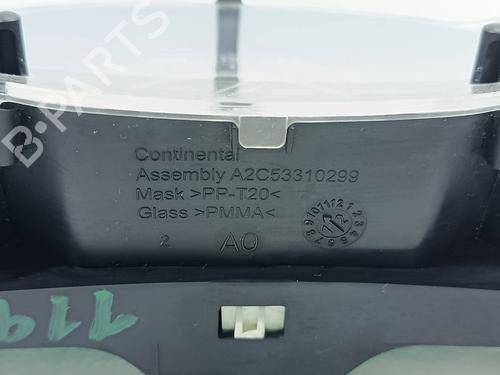 B-PARTS
Continental
Assembly A2C53310299
Mask >PP-T20<
Glass >PMMA<
2 A0